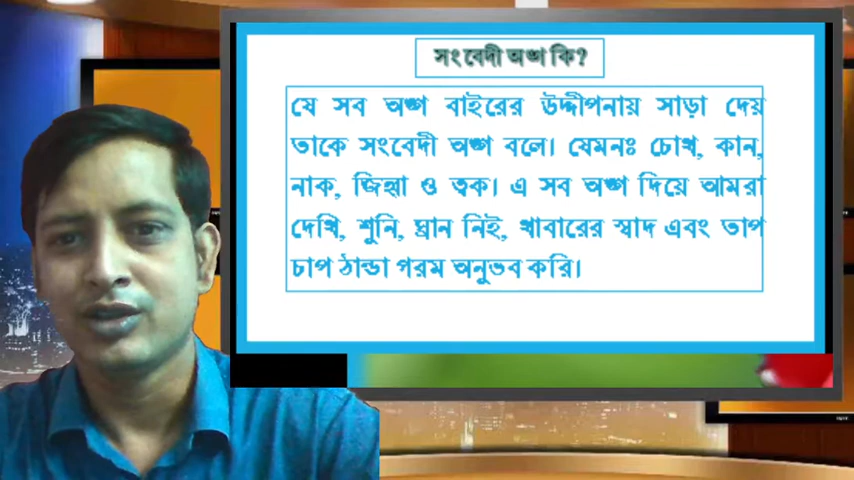 সংবেদী অঙ্গ কি?
যে সব অঙ্গ বাইরের উদ্দীপনায় সাড়া দেয়
তাকে সংবেদী অঙ্গ বলে। যেমনঃ চোখ, কান,
নাক, জিহ্বা ও ত্বক। এ সব অঙ্গ দিয়ে আমরা
দেখি, শুনি, ঘ্রান নিই, খাবারের স্বাদ এবং তাপ
চাপ ঠান্ডা গরম অনুভব করি।